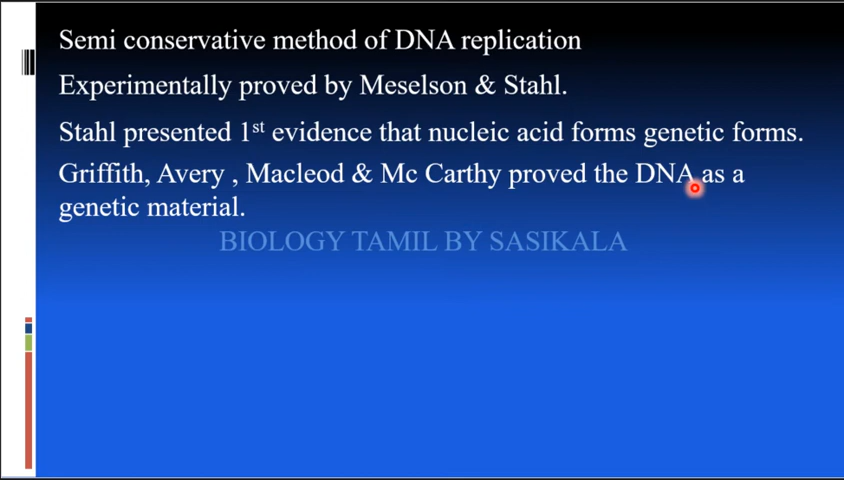 Semi conservative method of DNA replication
Experimentally proved by Meselson & Stahl.
Stahl presented 1st evidence that nucleic acid forms genetic forms.
Griffith, Avery , Macleod & Mc Carthy proved the DNA as a
genetic material.
BIOLOGY TAMIL BY SASIKALA